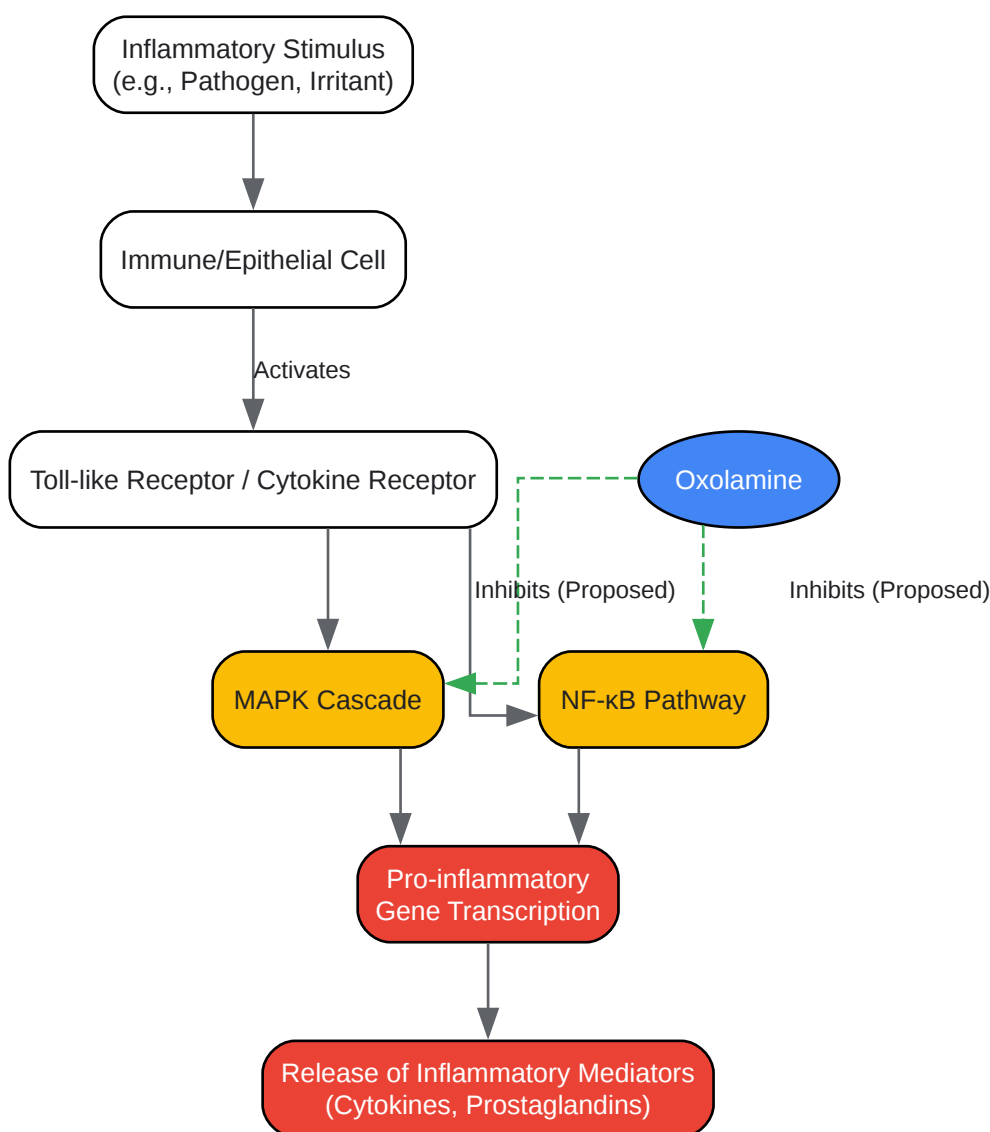 Inflammatory Stimulus
(e.g., Pathogen, Irritant)
Immune/Epithelial Cell
Activates
Toll-like Receptor / Cytokine Receptor
Oxolamine
Inhibits (Proposed)
Inhibits (Proposed)
MAPK Cascade
NF-κB Pathway
Pro-inflammatory
Gene Transcription
Release of Inflammatory Mediators
(Cytokines, Prostaglandins)